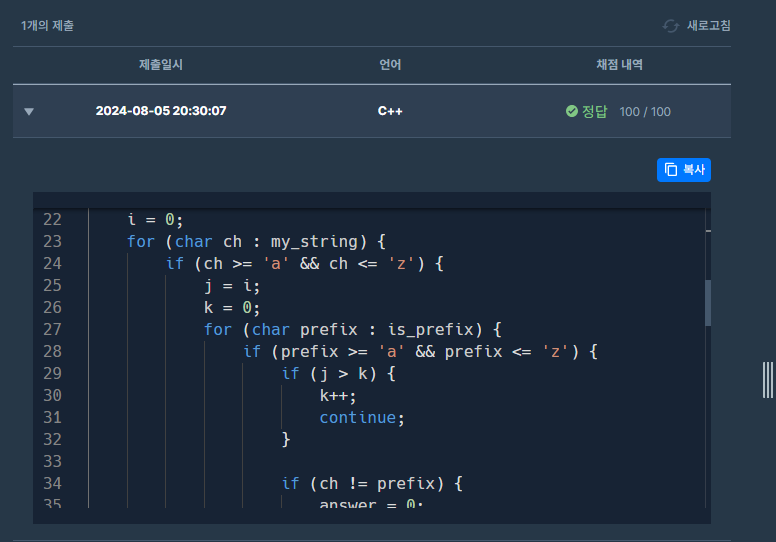 1개의 제출
새로고침
제출일시 언어 채점 내역
2024-08-05 20:30:07 C++ 정답 100 / 100
복사
22 i = 0;
23 for (char ch : my_string) {
24 if (ch >= 'a' && ch <= 'z') {
25 j = i;
26 k = 0;
27 for (char prefix : is_prefix) {
28 if (prefix >= 'a' && prefix <= 'z') {
29 if (j > k) {
30 k++;
31 continue;
32 }
33
34 if (ch != prefix) {
35 answer = 0;